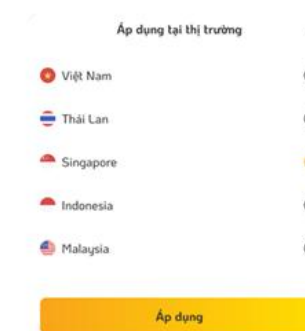 Áp dụng tại thị trường
Việt Nam
Thái Lan
Singapore
Indonesia
Malaysia
Áp dụng